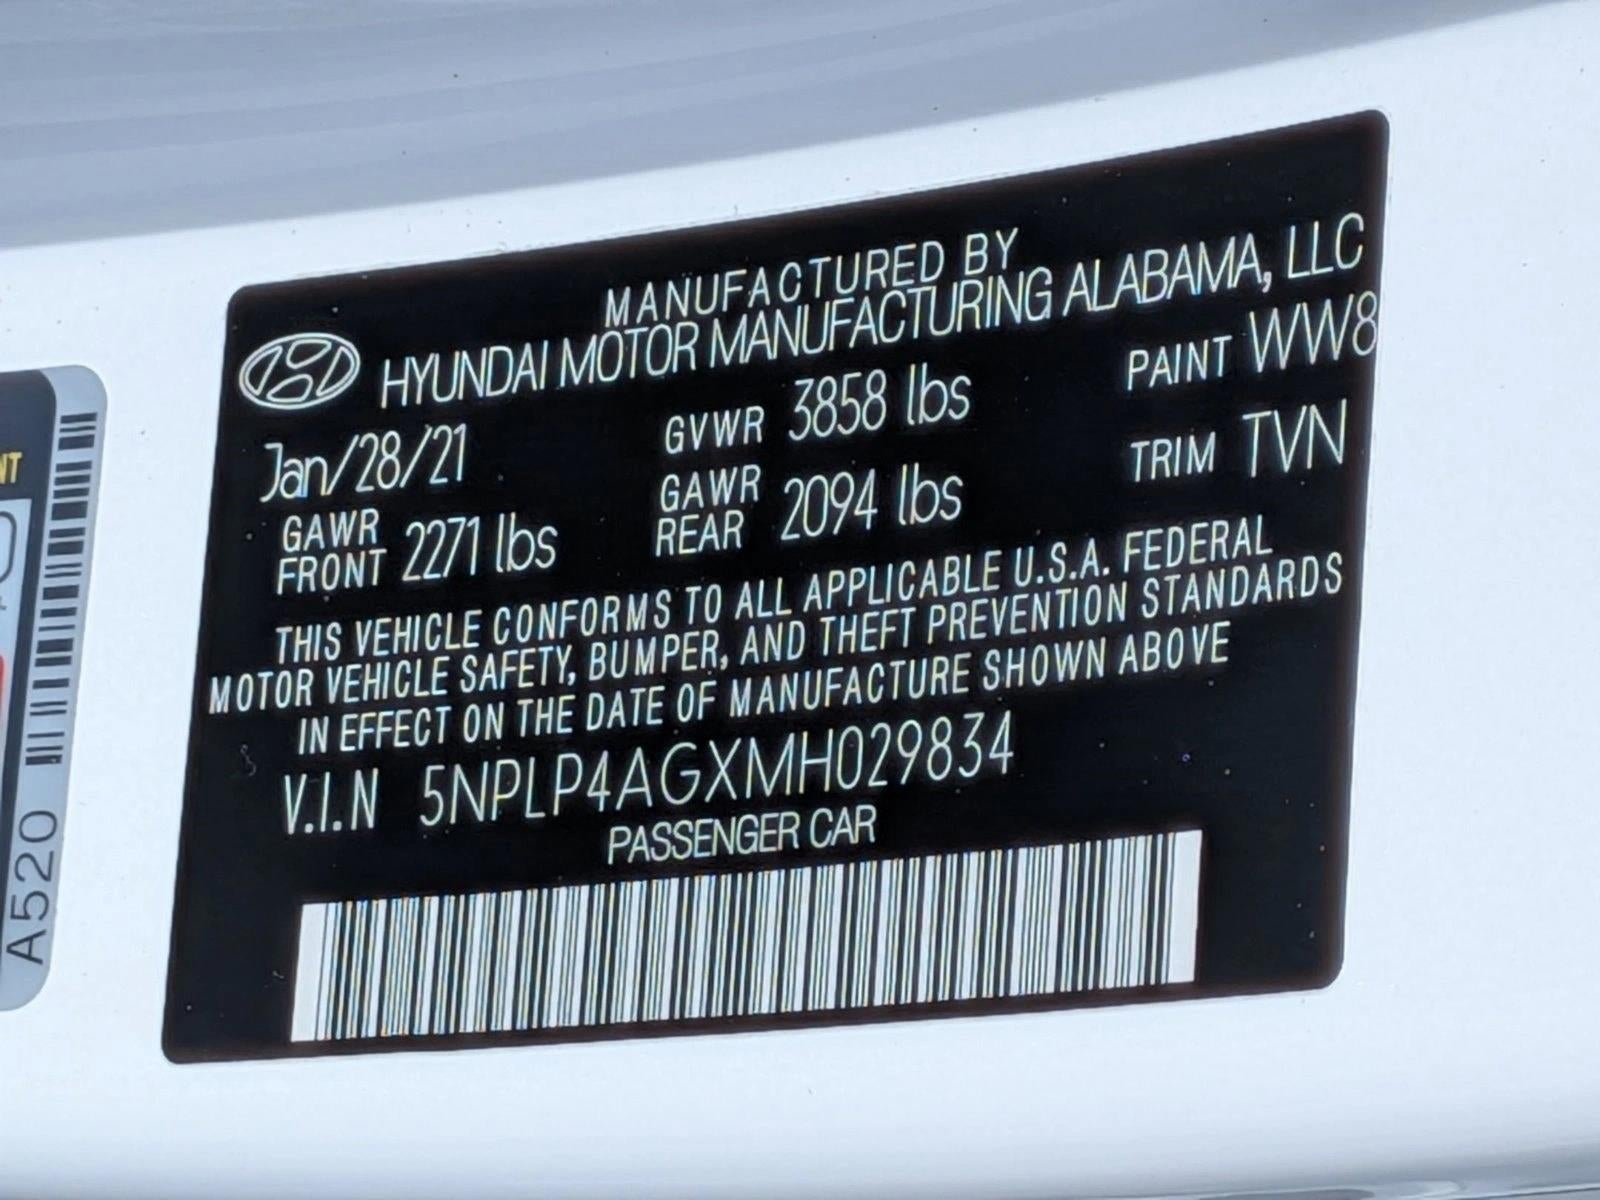 MANUFACTURED BY
HYUNDAI MOTOR MANUFACTURING ALABAMA, LLC
Jan/28/21 GVWR 3858 lbs PAINT WW8
GAWR FRONT 2271 lbs GAWR REAR 2094 lbs TRIM TVN
THIS VEHICLE CONFORMS TO ALL APPLICABLE U.S.A. FEDERAL
MOTOR VEHICLE SAFETY, BUMPER, AND THEFT PREVENTION STANDARDS
IN EFFECT ON THE DATE OF MANUFACTURE SHOWN ABOVE
V.I.N 5NPLP4AGXMH029834
PASSENGER CAR
A520